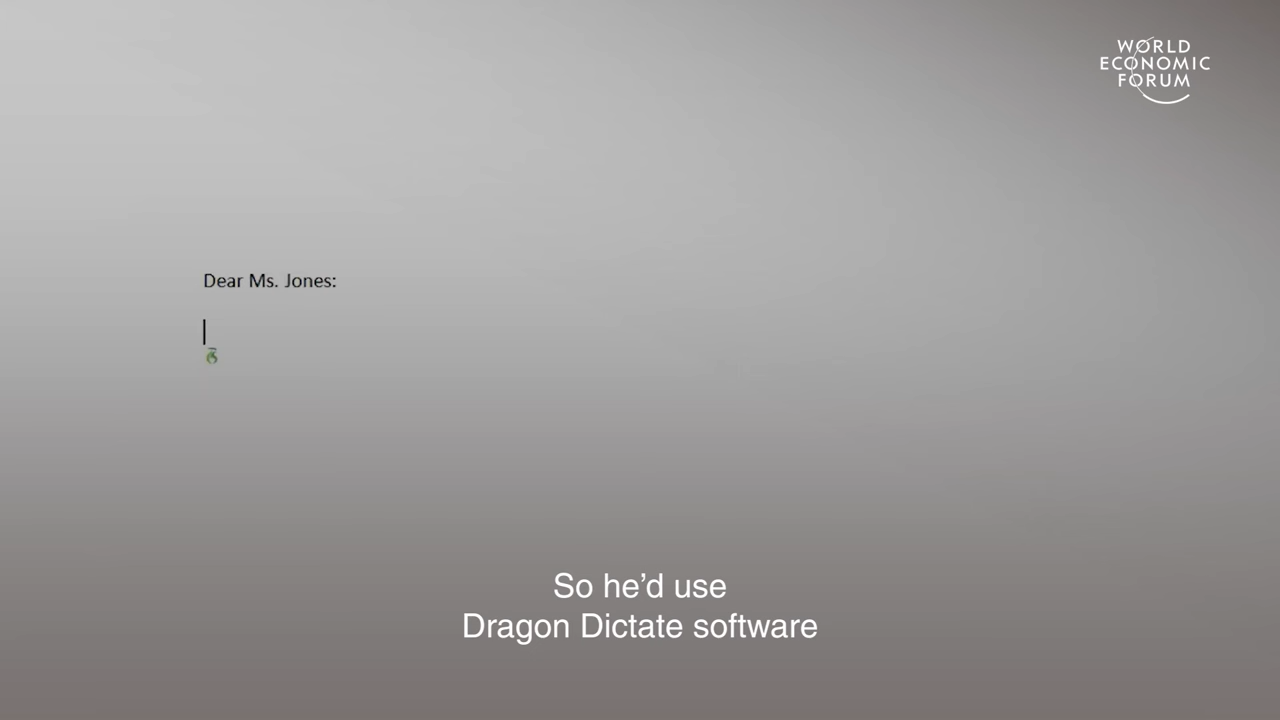 WORLD
ECONOMIC
FORUM
Dear Ms. Jones:
So he’d use
Dragon Dictate software